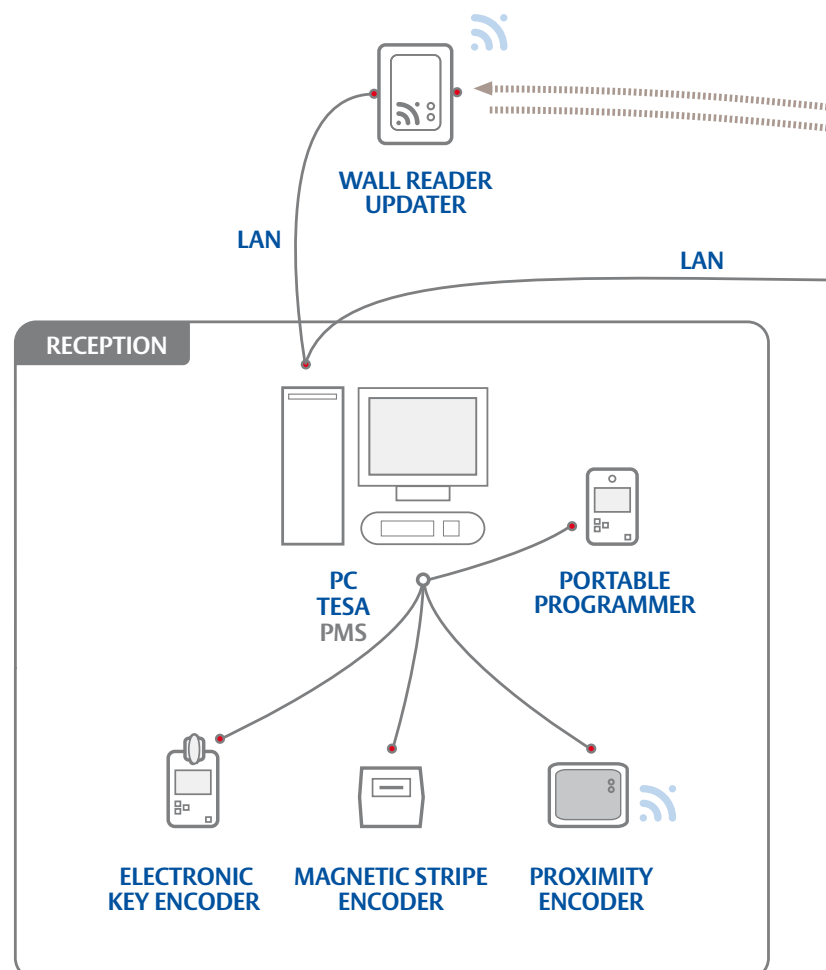 WALL READER
UPDATER
LAN
LAN
RECEPTION
PC
TESA
PMS
PORTABLE
PROGRAMMER
ELECTRONIC
KEY ENCODER
MAGNETIC STRIPE
ENCODER
PROXIMITY
ENCODER